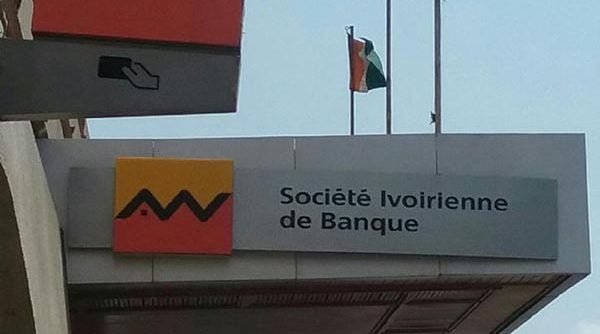 Société Ivoirienne
de Banque